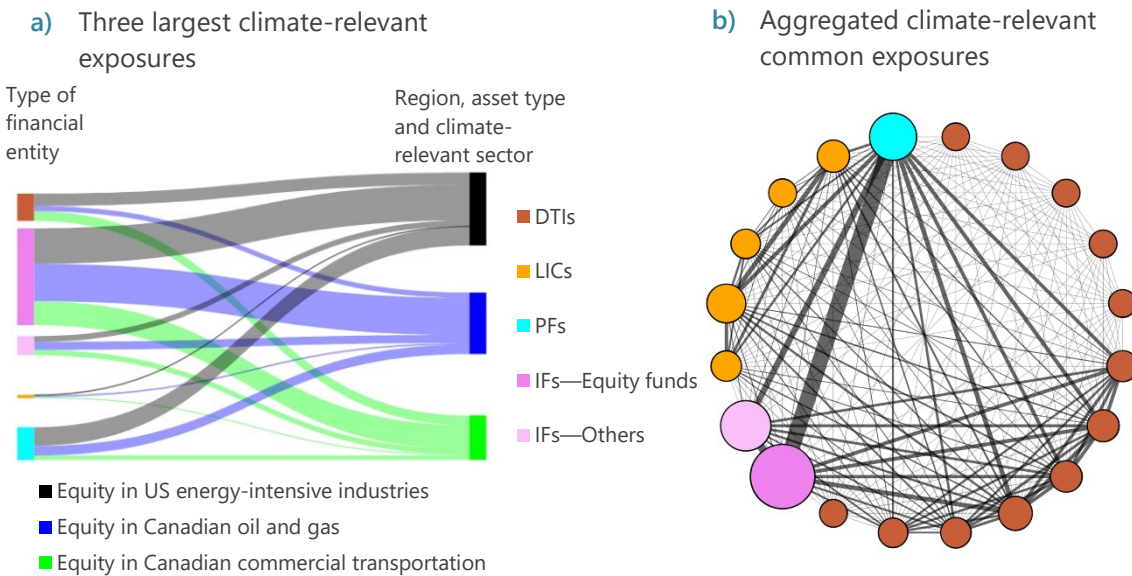 a) Three largest climate-relevant
exposures
Type of
financial
entity
Region, asset type
and climate-
relevant sector
Equity in US energy-intensive industries
Equity in Canadian oil and gas
Equity in Canadian commercial transportation
b) Aggregated climate-relevant
common exposures
DTIs
LICs
PFs
IFs—Equity funds
IFs—Others